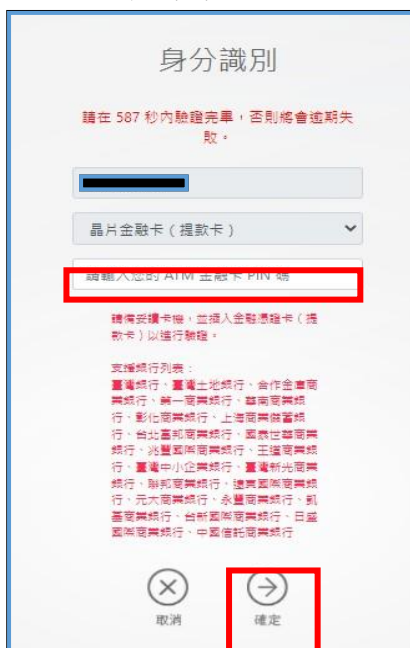 身分識別
請在 587 秒內驗證完畢，否則將會逾期失
敗。
晶片金融卡（提款卡）
請輸入您的 ATM 金融卡 PIN 碼
請備妥讀卡機，並插入金融憑證卡（提
款卡）以進行驗證。
支援銀行列表：
臺灣銀行、臺灣土地銀行、合作金庫商
業銀行、第一商業銀行、華南商業銀
行、彰化商業銀行、上海商業儲蓄銀
行、台北富邦商業銀行、國泰世華商業
銀行、兆豐國際商業銀行、王道商業銀
行、臺灣中小企業銀行、臺灣新光商業
銀行、聯邦商業銀行、遠東國際商業銀
行、元大商業銀行、永豐商業銀行、凱
基商業銀行、台新國際商業銀行、日盛
國際商業銀行、中國信託商業銀行
取消
確定